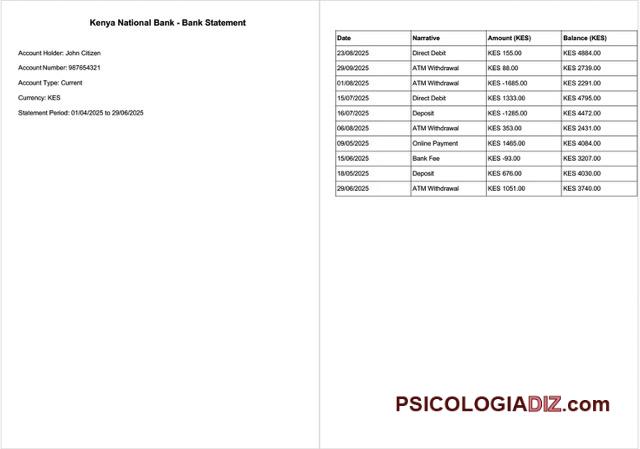 Kenya National Bank - Bank Statement
Account Holder: John Citizen
Account Number: 987654321
Account Type: Current
Currency: KES
Statement Period: 01/04/2025 to 29/06/2025
Date Narrative Amount (KES) Balance (KES)
23/08/2025 Direct Debit KES 155.00 KES 4884.00
29/09/2025 ATM Withdrawal KES 88.00 KES 2739.00
01/08/2025 ATM Withdrawal KES -1685.00 KES 2291.00
15/07/2025 Direct Debit KES 1333.00 KES 4795.00
16/07/2025 Deposit KES -1285.00 KES 4472.00
06/08/2025 ATM Withdrawal KES 353.00 KES 2431.00
09/05/2025 Online Payment KES 1465.00 KES 4084.00
15/06/2025 Bank Fee KES -93.00 KES 3207.00
18/05/2025 Deposit KES 676.00 KES 4030.00
29/06/2025 ATM Withdrawal KES 1051.00 KES 3740.00
PSICOLOGIADIZ.com